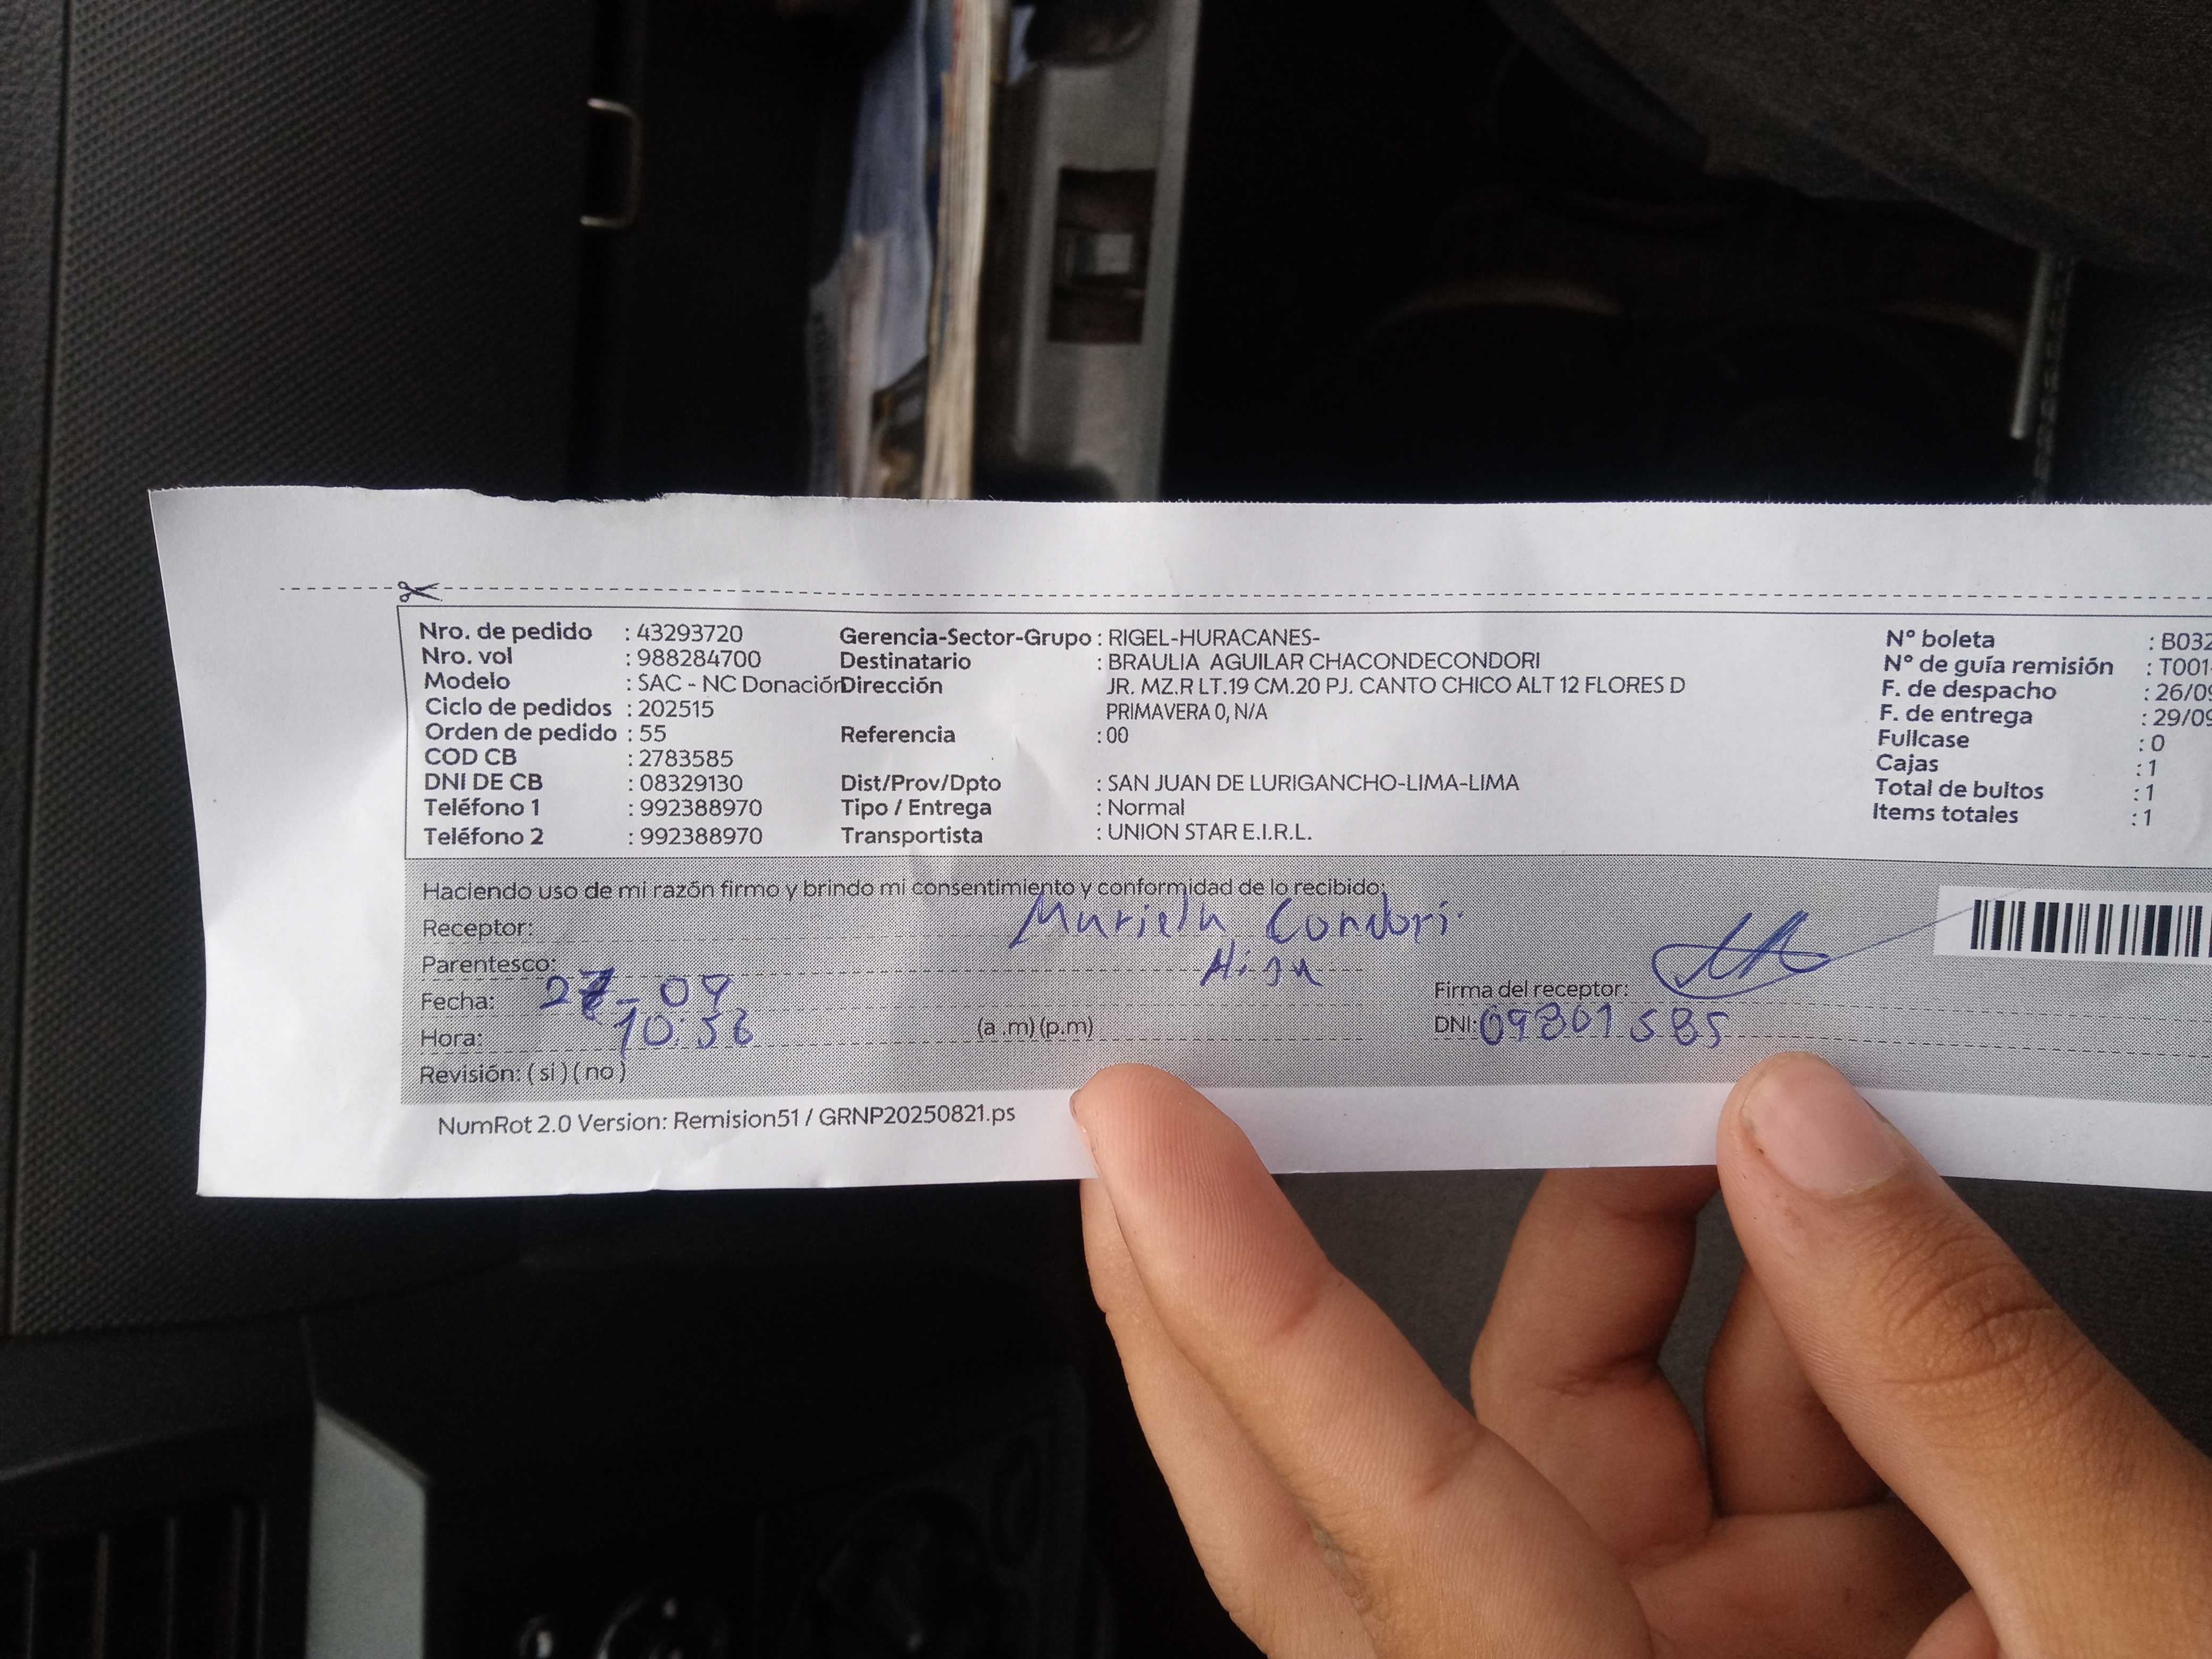 Nro. de pedido : 43293720
Nro. vol : 988284700
Modelo : SAC - NC Donación
Ciclo de pedidos : 202515
Orden de pedido : 55
COD CB : 2783585
DNI DE CB : 08329130
Teléfono 1 : 992388970
Teléfono 2 : 992388970
Gerencia-Sector-Grupo : RIGEL-HURACANES-
Destinatario : BRAULIA AGUILAR CHACONDECONDORI
Dirección JR. MZ.R LT.19 CM.20 PJ. CANTO CHICO ALT 12 FLORES D
PRIMAVERA 0, N/A
Referencia : 00
Dist/Prov/Dpto : SAN JUAN DE LURIGANCHO-LIMA-LIMA
Tipo / Entrega : Normal
Transportista : UNION STAR E.I.R.L.
N° boleta : B032
N° de guía remisión : T001-
F. de despacho : 26/09
F. de entrega : 29/09
Fullcase : 0
Cajas : 1
Total de bultos : 1
Items totales : 1
Haciendo uso de mi razón firmo y brindo mi consentimiento y conformidad de lo recibido:
Receptor: Mariela Condori
Parentesco: Hija
Fecha: 27-09
Firma del receptor:
Hora: 10:56 (a .m) (p.m)
DNI: 09801585
Revisión: ( si ) ( no )
NumRot 2.0 Version: Remision51 / GRNP20250821.ps